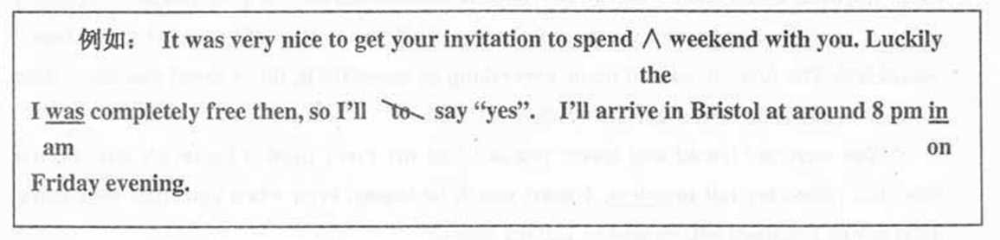 例如： It was very nice to get your invitation to spend ∧ weekend with you. Luckily
the
I was completely free then, so I’ll to say “yes”. I’ll arrive in Bristol at around 8 pm in
am on
Friday evening.